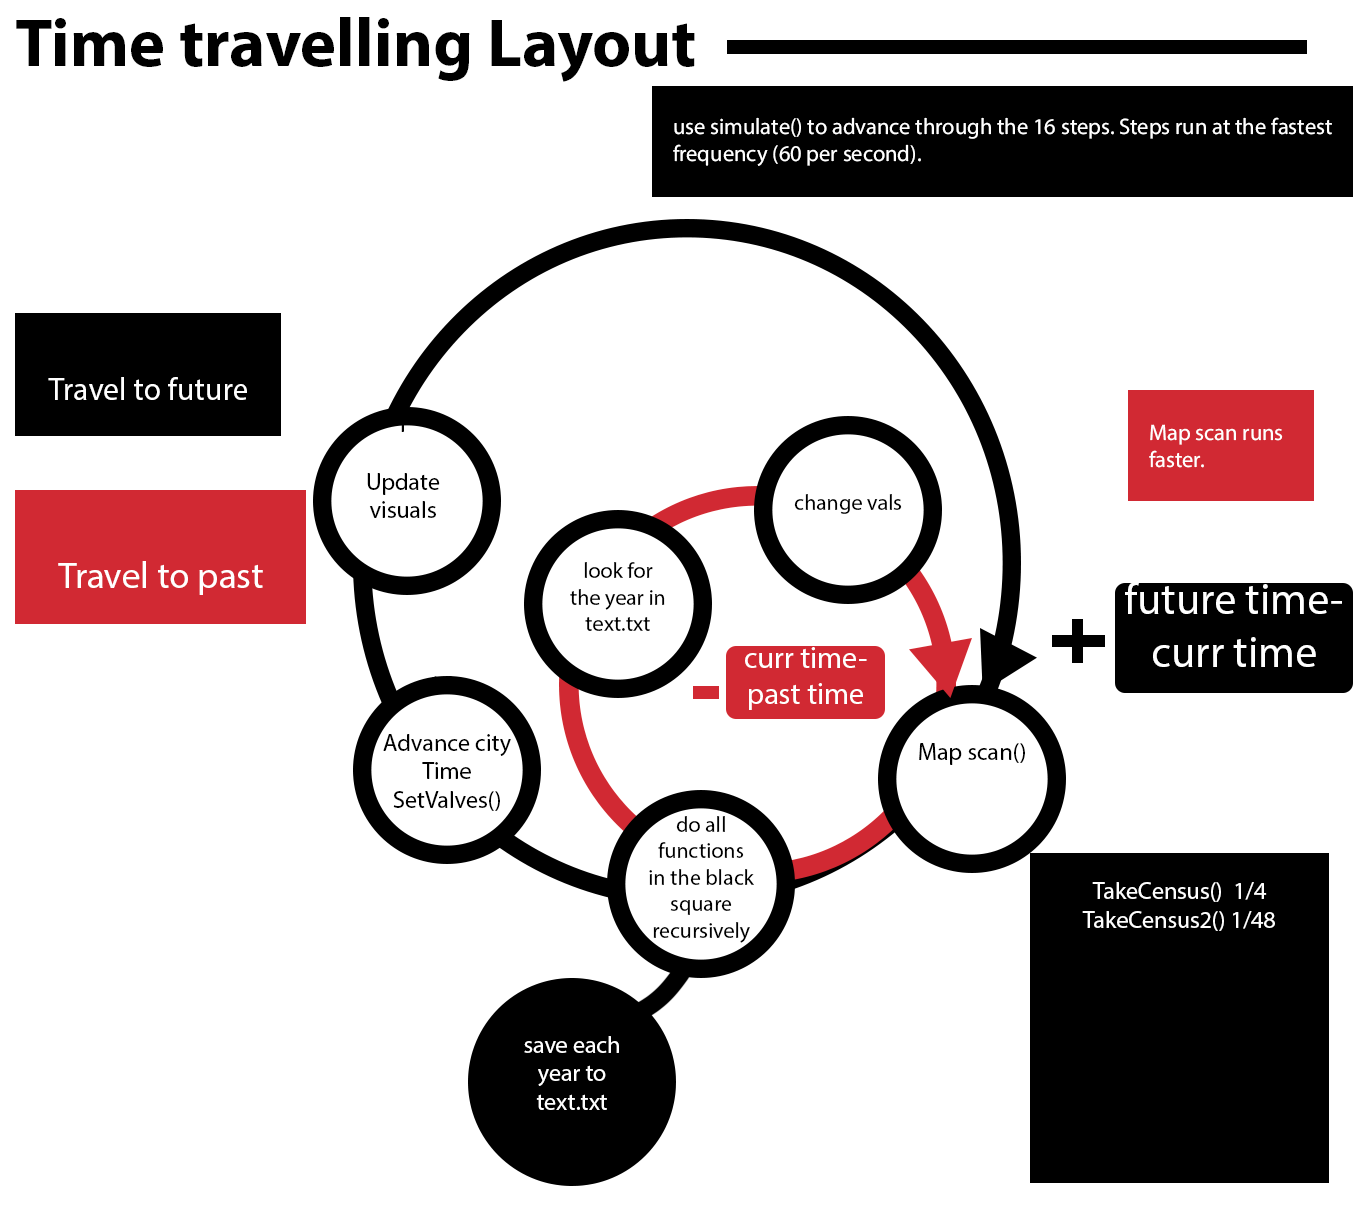 Time travelling Layout
use simulate() to advance through the 16 steps. Steps run at the fastest
frequency (60 per second).
Travel to future
Travel to past
Update
visuals
change vals
look for
the year in
text.txt
Map scan runs
faster.
+
future time-
curr time
-
curr time-
past time
Advance city
Time
SetValves()
Map scan()
do all
functions
in the black
square
recursively
TakeCensus() 1/4
TakeCensus2() 1/48
save each
year to
text.txt